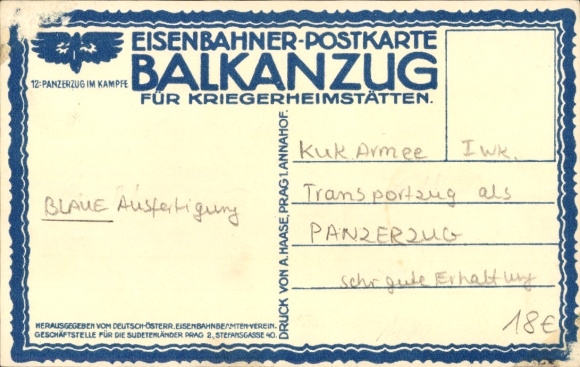 EISENBAHNER-POSTKARTE
BALKANZUG
FÜR KRIEGERHEIMSTÄTTEN.
12: PANZERZUG IM KAMPFE
DRUCK VON A. HAASE, PRAG 1. ANNAHOF.
BLAUE Ausfertigung
KuK Armee I WK.
Transportzug als
PANZERZUG
sehr gute Erhaltung
18€
HERAUSGEGEBEN VOM DEUTSCH-ÖSTERR. EISENBAHNBEAMTEN-VEREIN.
GESCHÄFTSTELLE FÜR DIE SUDETENLÄNDER PRAG 2, STEFANSGASSE 40.